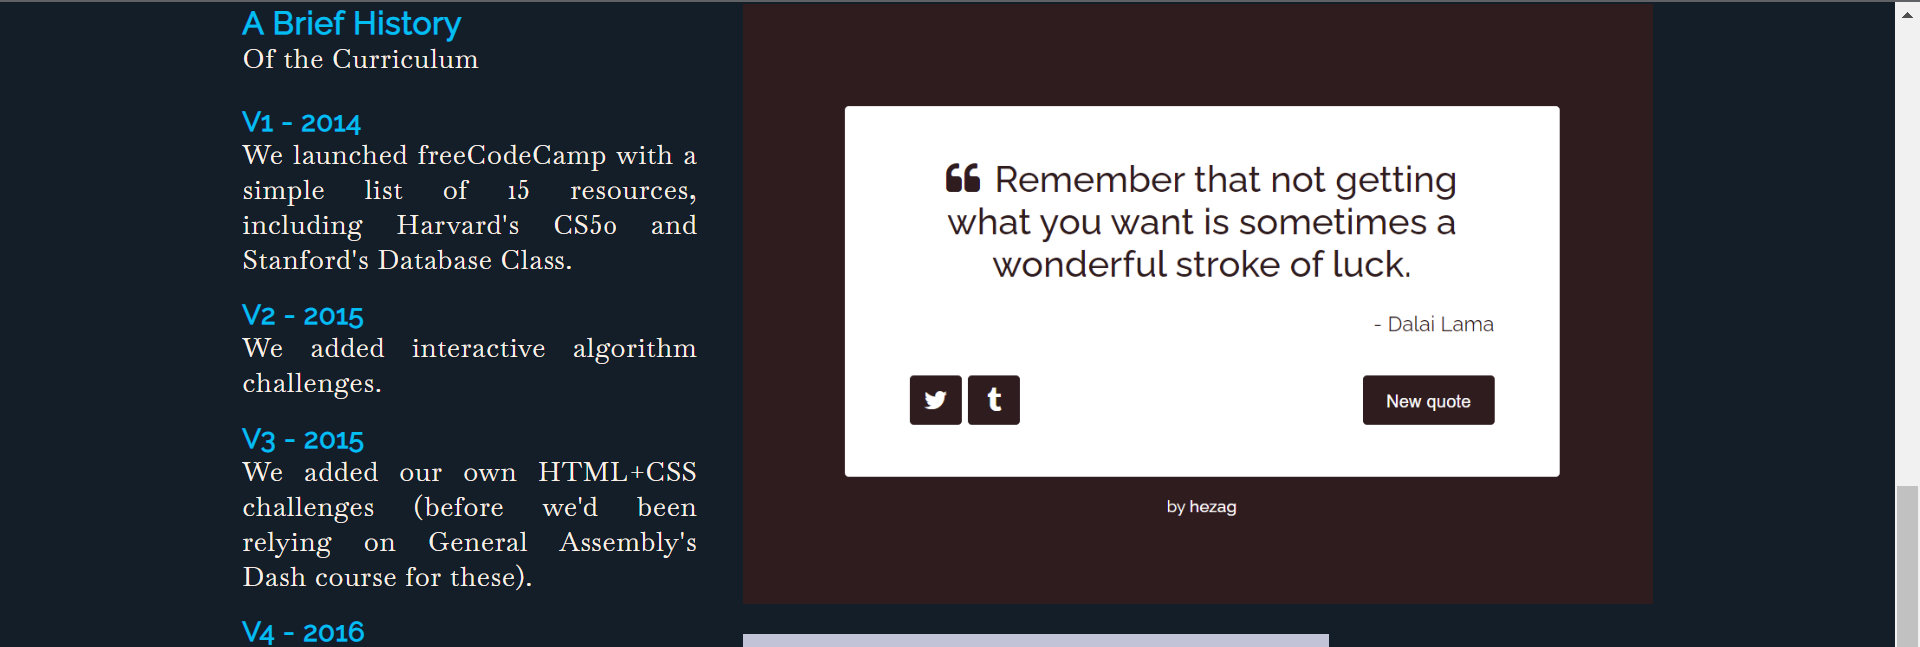 A Brief History
Of the Curriculum
V1 - 2014
We launched freeCodeCamp with a
simple list of 15 resources,
including Harvard's CS50 and
Stanford's Database Class.
V2 - 2015
We added interactive algorithm
challenges.
V3 - 2015
We added our own HTML+CSS
challenges (before we'd been
relying on General Assembly's
Dash course for these).
V4 - 2016
“ Remember that not getting
what you want is sometimes a
wonderful stroke of luck.
- Dalai Lama
t
New quote
by hezag